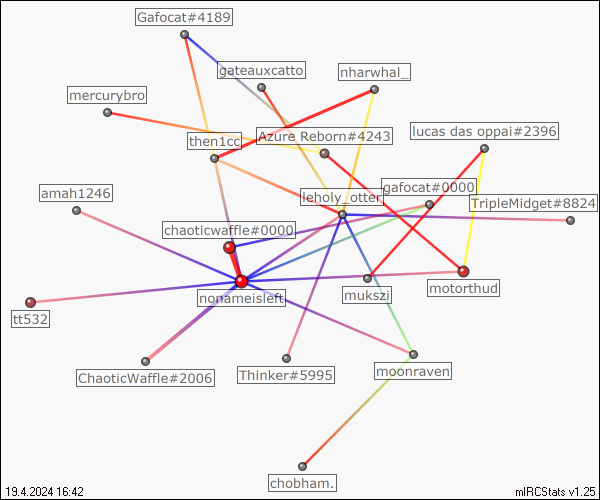 Gafocat#4189
gateauxcatto
nharwhal_
mercurybro
then1cc
Azure Reborn#4243
lucas das oppai#2396
amah1246
leholy_otter
gafocat#0000
TripleMidget#8824
chaoticwaffle#0000
nonameisleft
mukszi
motorthud
tt532
ChaoticWaffle#2006
Thinker#5995
moonraven
chobham.
19.4.2024 16:42
mIRCStats v1.25